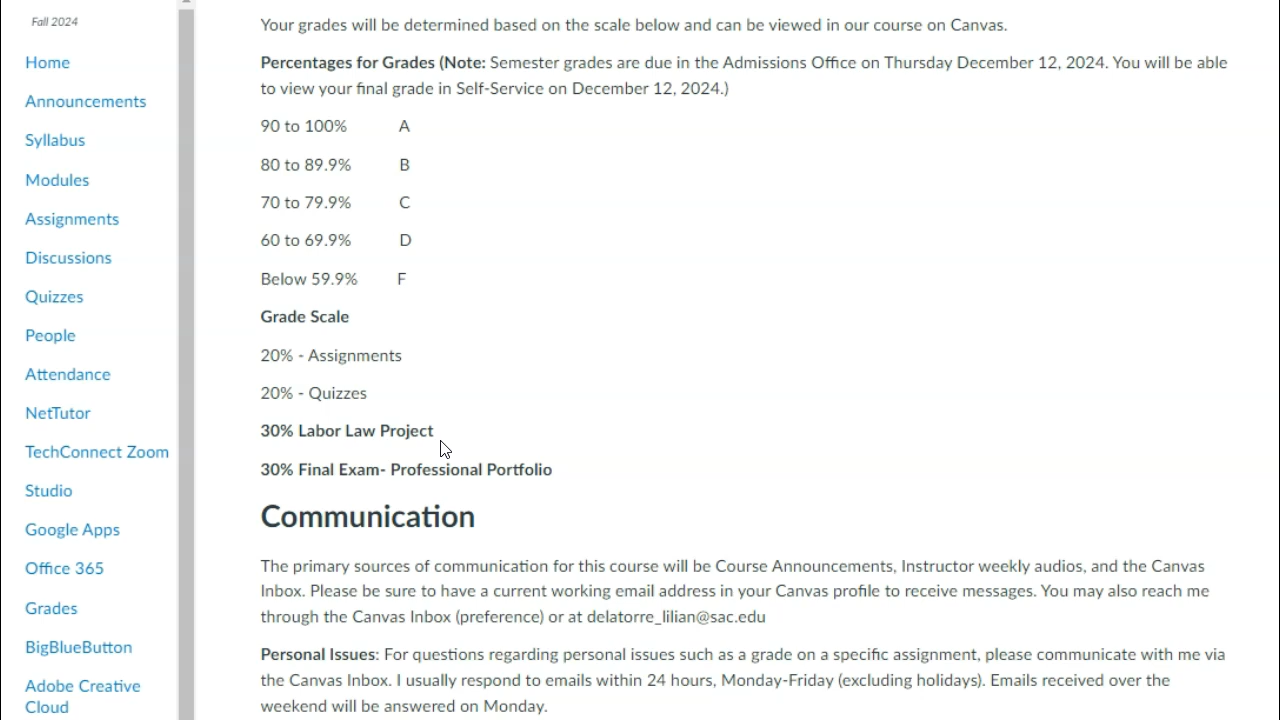 Fall 2024
Home
Announcements
Syllabus
Modules
Assignments
Discussions
Quizzes
People
Attendance
NetTutor
TechConnect Zoom
Studio
Google Apps
Office 365
Grades
BigBlueButton
Adobe Creative
Cloud
Your grades will be determined based on the scale below and can be viewed in our course on Canvas.
Percentages for Grades (Note: Semester grades are due in the Admissions Office on Thursday December 12, 2024. You will be able
to view your final grade in Self-Service on December 12, 2024.)
90 to 100% A
80 to 89.9% B
70 to 79.9% C
60 to 69.9% D
Below 59.9% F
Grade Scale
20% - Assignments
20% - Quizzes
30% Labor Law Project
30% Final Exam- Professional Portfolio
Communication
The primary sources of communication for this course will be Course Announcements, Instructor weekly audios, and the Canvas
Inbox. Please be sure to have a current working email address in your Canvas profile to receive messages. You may also reach me
through the Canvas Inbox (preference) or at delatorre_lilian@sac.edu
Personal Issues: For questions regarding personal issues such as a grade on a specific assignment, please communicate with me via
the Canvas Inbox. I usually respond to emails within 24 hours, Monday-Friday (excluding holidays). Emails received over the
weekend will be answered on Monday.